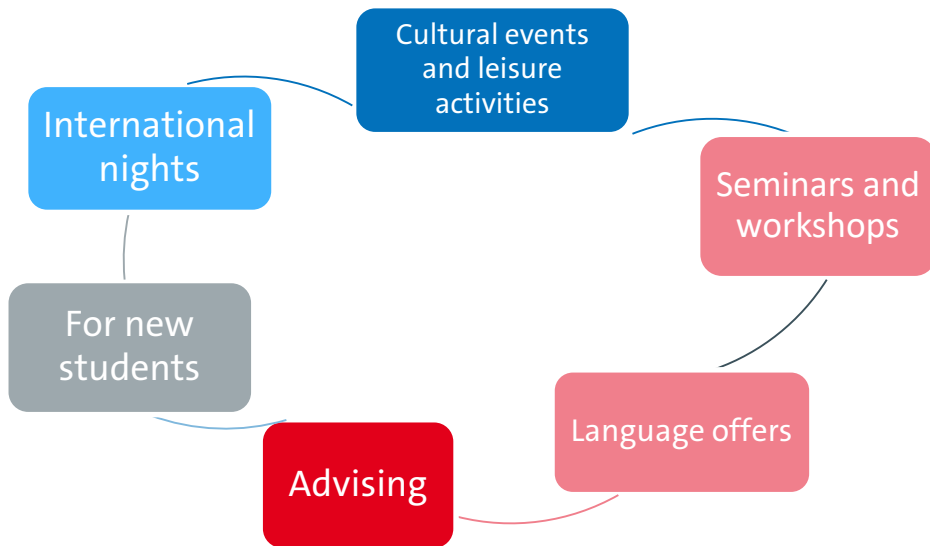 Cultural events
and leisure
activities
International
nights
Seminars and
workshops
For new
students
Language offers
Advising